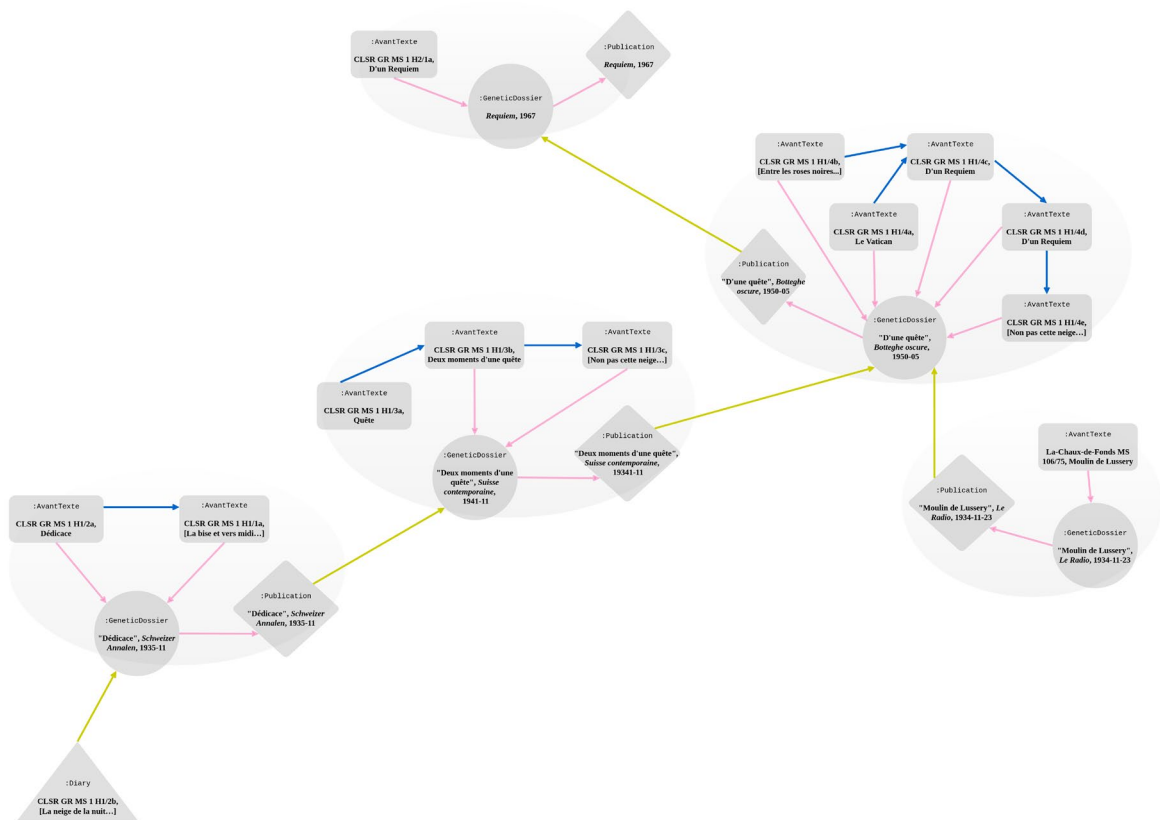 :AvantTexte
CLSR GR MS 1 H2/1a,
D'un Requiem
:Publication
Requiem, 1967
:GeneticDossier
Requiem, 1967
:AvantTexte
CLSR GR MS 1 H1/4b,
[Entre les roses noires...]
:AvantTexte
CLSR GR MS 1 H1/4c,
D'un Requiem
:AvantTexte
CLSR GR MS 1 H1/4a,
Le Vatican
:AvantTexte
CLSR GR MS 1 H1/4d,
D'un Requiem
:Publication
"D'une quête", Botteghe
oscure, 1950-05
:AvantTexte
CLSR GR MS 1 H1/4e,
[Non pas cette neige…]
:GeneticDossier
"D'une quête",
Botteghe oscure,
1950-05
:AvantTexte
CLSR GR MS 1 H1/3b,
Deux moments d'une quête
:AvantTexte
CLSR GR MS 1 H1/3c,
[Non pas cette neige…]
:AvantTexte
CLSR GR MS 1 H1/3a,
Quête
:GeneticDossier
"Deux moments d'une
quête", Suisse
contemporaine,
1941-11
:Publication
"Deux moments d'une quête",
Suisse contemporaine,
19341-11
:AvantTexte
La-Chaux-de-Fonds MS
106/75, Moulin de Lussery
:Publication
"Moulin de Lussery", Le
Radio, 1934-11-23
:GeneticDossier
"Moulin de Lussery",
Le Radio, 1934-11-23
:AvantTexte
CLSR GR MS 1 H1/2a,
Dédicace
:AvantTexte
CLSR GR MS 1 H1/1a,
[La bise et vers midi…]
:GeneticDossier
"Dédicace", Schweizer
Annalen, 1935-11
:Publication
"Dédicace", Schweizer
Annalen, 1935-11
:Diary
CLSR GR MS 1 H1/2b,
[La neige de la nuit…]